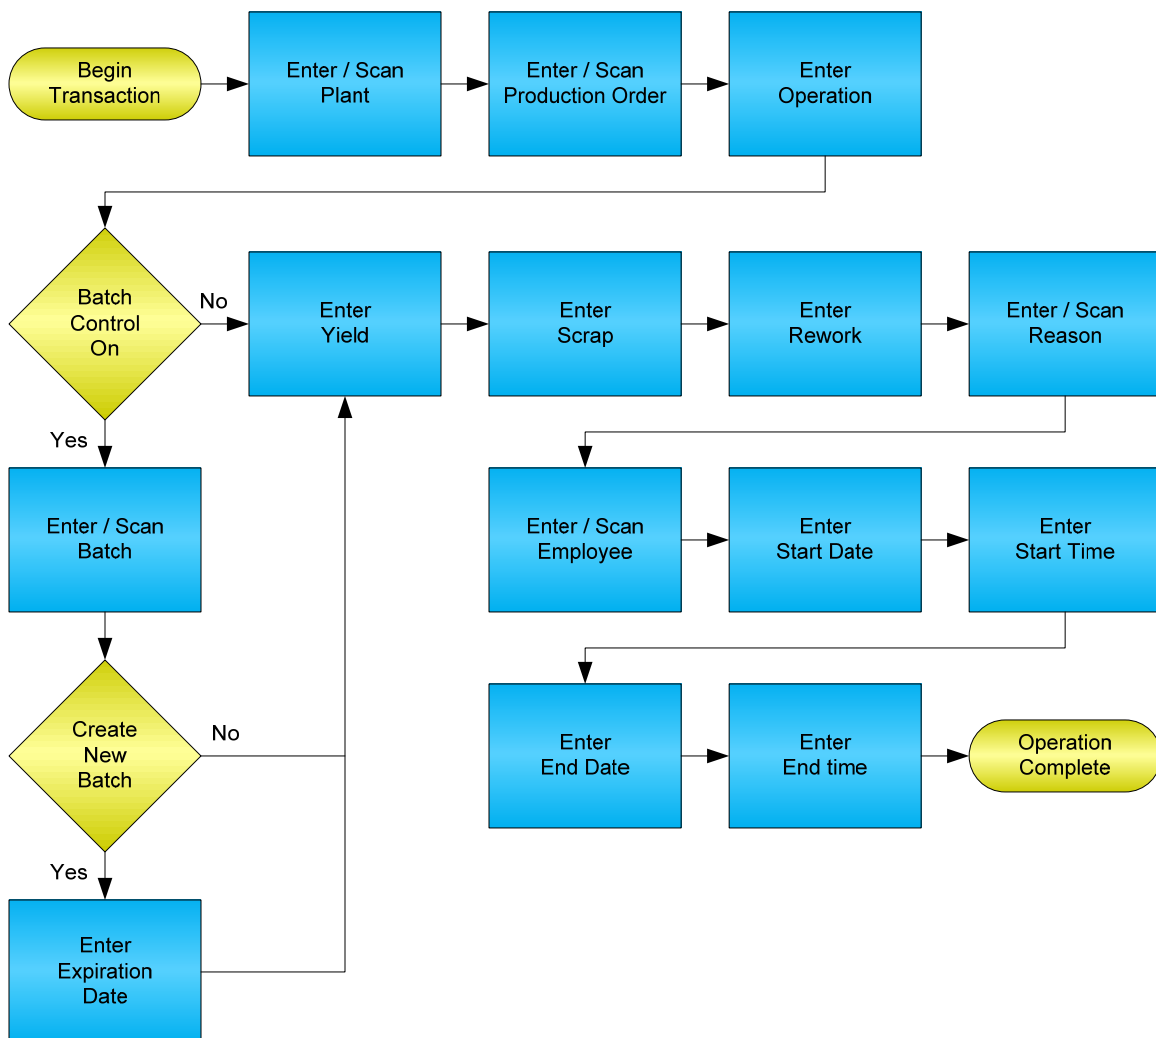 Begin
Transaction
Enter / Scan
Plant
Enter / Scan
Production Order
Enter
Operation
Batch
Control
On
No
Enter
Yield
Enter
Scrap
Enter
Rework
Enter / Scan
Reason
Yes
Enter / Scan
Batch
Enter / Scan
Employee
Enter
Start Date
Enter
Start Time
Create
New
Batch
No
Enter
End Date
Enter
End time
Operation
Complete
Yes
Enter
Expiration
Date